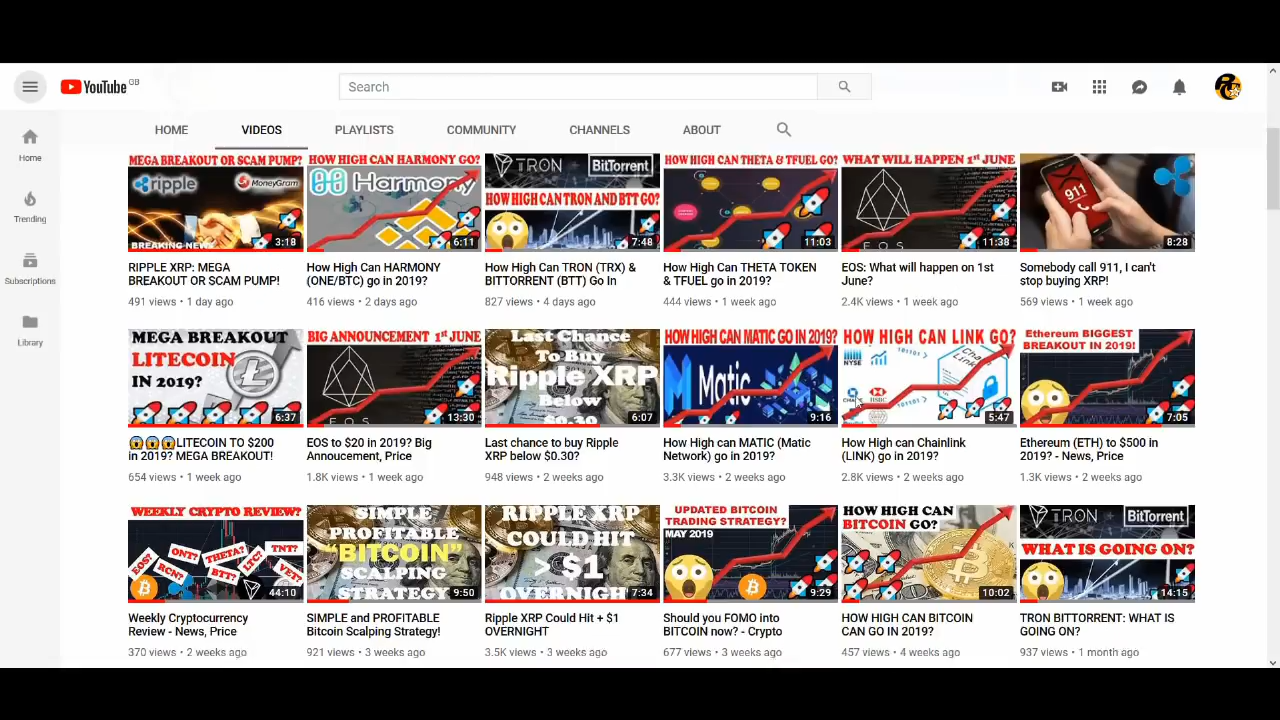 YouTube GB
Search
HOME VIDEOS PLAYLISTS COMMUNITY CHANNELS ABOUT
Home
Trending
Subscriptions
Library
MEGA BREAKOUT OR SCAM PUMP?
ripple MoneyGram
BREAKING NEWS
3:18
RIPPLE XRP: MEGA
BREAKOUT OR SCAM PUMP!
491 views • 1 day ago
HOW HIGH CAN HARMONY GO?
Harmony
6:11
How High Can HARMONY
(ONE/BTC) go in 2019?
416 views • 2 days ago
TRON BitTorrent
HOW HIGH CAN TRON AND BTT GO?
7:48
How High Can TRON (TRX) &
BITTORRENT (BTT) Go In
827 views • 4 days ago
HOW HIGH CAN THETA & TFUEL GO?
11:03
How High Can THETA TOKEN
& TFUEL go in 2019?
444 views • 1 week ago
WHAT WILL HAPPEN 1st JUNE
EOS
11:38
EOS: What will happen on 1st
June?
2.4K views • 1 week ago
911
8:28
Somebody call 911, I can't
stop buying XRP!
569 views • 1 week ago
MEGA BREAKOUT
LITECOIN
IN 2019?
6:37
😱😱😱LITECOIN TO $200
in 2019? MEGA BREAKOUT!
654 views • 1 week ago
BIG ANNOUNCEMENT 1st JUNE
EOS
13:30
EOS to $20 in 2019? Big
Annoucement, Price
1.8K views • 1 week ago
Last Chance
To Buy
Ripple XRP
Below
$0.30
6:07
Last chance to buy Ripple
XRP below $0.30?
948 views • 2 weeks ago
HOW HIGH CAN MATIC GO IN 2019?
Matic
9:16
How High can MATIC (Matic
Network) go in 2019?
3.3K views • 2 weeks ago
HOW HIGH CAN LINK GO?
NYSE
101101
HSBC
101101
5:47
How High can Chainlink
(LINK) go in 2019?
2.8K views • 2 weeks ago
Ethereum BIGGEST
BREAKOUT IN 2019!
7:05
Ethereum (ETH) to $500 in
2019? - News, Price
1.3K views • 2 weeks ago
WEEKLY CRYPTO REVIEW?
EOS? RCN? ONT? THETA? BTT? LTC? TNT? VET?
44:10
Weekly Cryptocurrency
Review - News, Price
370 views • 2 weeks ago
SIMPLE
PROFITABLE
"BITCOIN"
SCALPING
STRATEGY
9:50
SIMPLE and PROFITABLE
Bitcoin Scalping Strategy!
921 views • 3 weeks ago
RIPPLE XRP
COULD HIT
> $1
OVERNIGH
7:34
Ripple XRP Could Hit + $1
OVERNIGHT
3.5K views • 3 weeks ago
UPDATED BITCOIN
TRADING STRATEGY?
MAY 2019
9:29
Should you FOMO into
BITCOIN now? - Crypto
677 views • 3 weeks ago
HOW HIGH CAN
BITCOIN GO?
10:02
HOW HIGH CAN BITCOIN
CAN GO IN 2019?
457 views • 4 weeks ago
TRON BitTorrent
WHAT IS GOING ON?
14:15
TRON BITTORRENT: WHAT IS
GOING ON?
937 views • 1 month ago